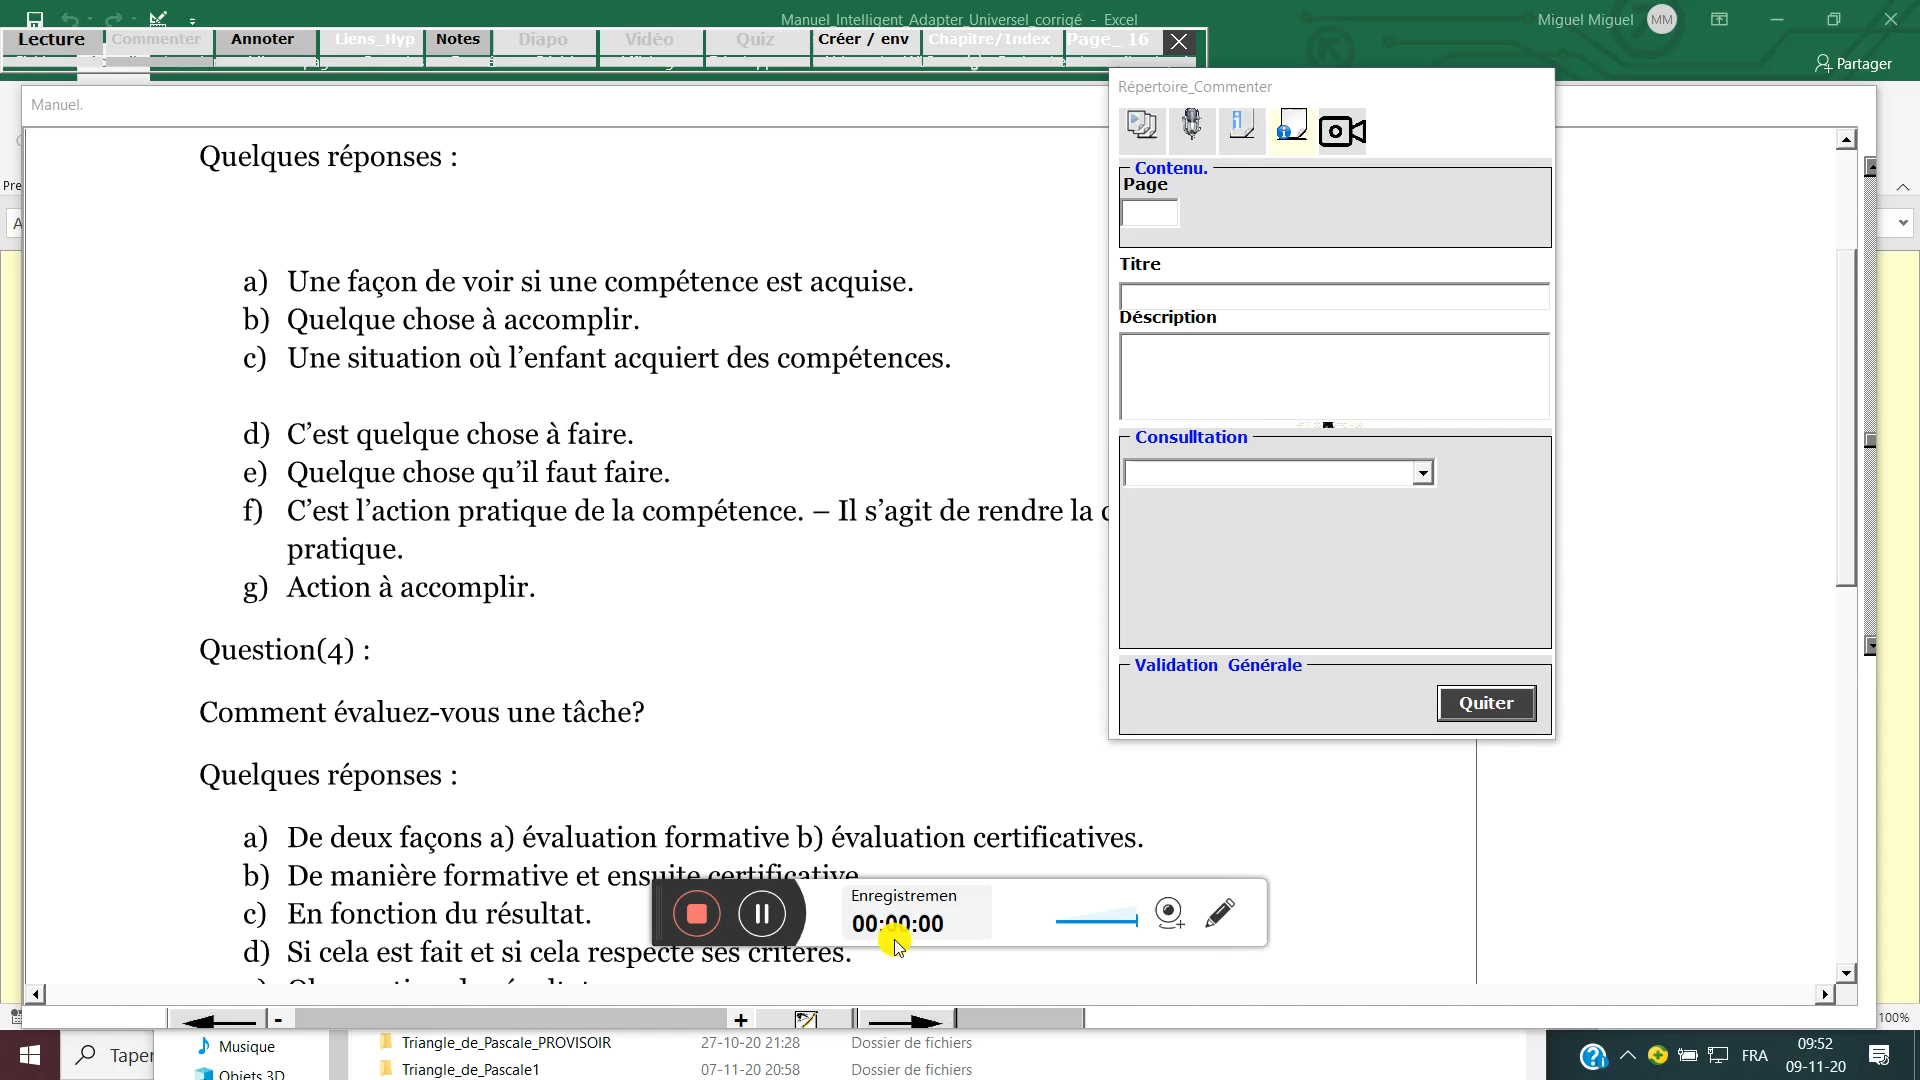 Manuel_Intelligent_Adapter_Universel_corrigé - Excel
Miguel Miguel
MM
Lecture
Commenter
Annoter
Liens_Hyp
Notes
Diapo
Vidéo
Quiz
Créer / env
Chapitre/Index
Page_ 16
Partager
Manuel.
Pre
A
Quelques réponses :
a) Une façon de voir si une compétence est acquise.
b) Quelque chose à accomplir.
c) Une situation où l’enfant acquiert des compétences.
d) C’est quelque chose à faire.
e) Quelque chose qu’il faut faire.
f) C’est l’action pratique de la compétence. – Il s’agit de rendre la
pratique.
g) Action à accomplir.
Question(4) :
Comment évaluez-vous une tâche?
Quelques réponses :
a) De deux façons a) évaluation formative b) évaluation certificatives.
b) De manière formative et ensuite certificative
c) En fonction du résultat.
d) Si cela est fait et si cela respecte ses critères.
Répertoire_Commenter
Contenu.
Page
Titre
Déscription
Consulltation
Validation Générale
Quiter
Enregistremen
00:00:00
- +
100%
Taper
Musique
Objets 3D
Triangle_de_Pascale_PROVISOIR 27-10-20 21:28 Dossier de fichiers
Triangle_de_Pascale1 07-11-20 20:58 Dossier de fichiers
FRA
09:52
09-11-20